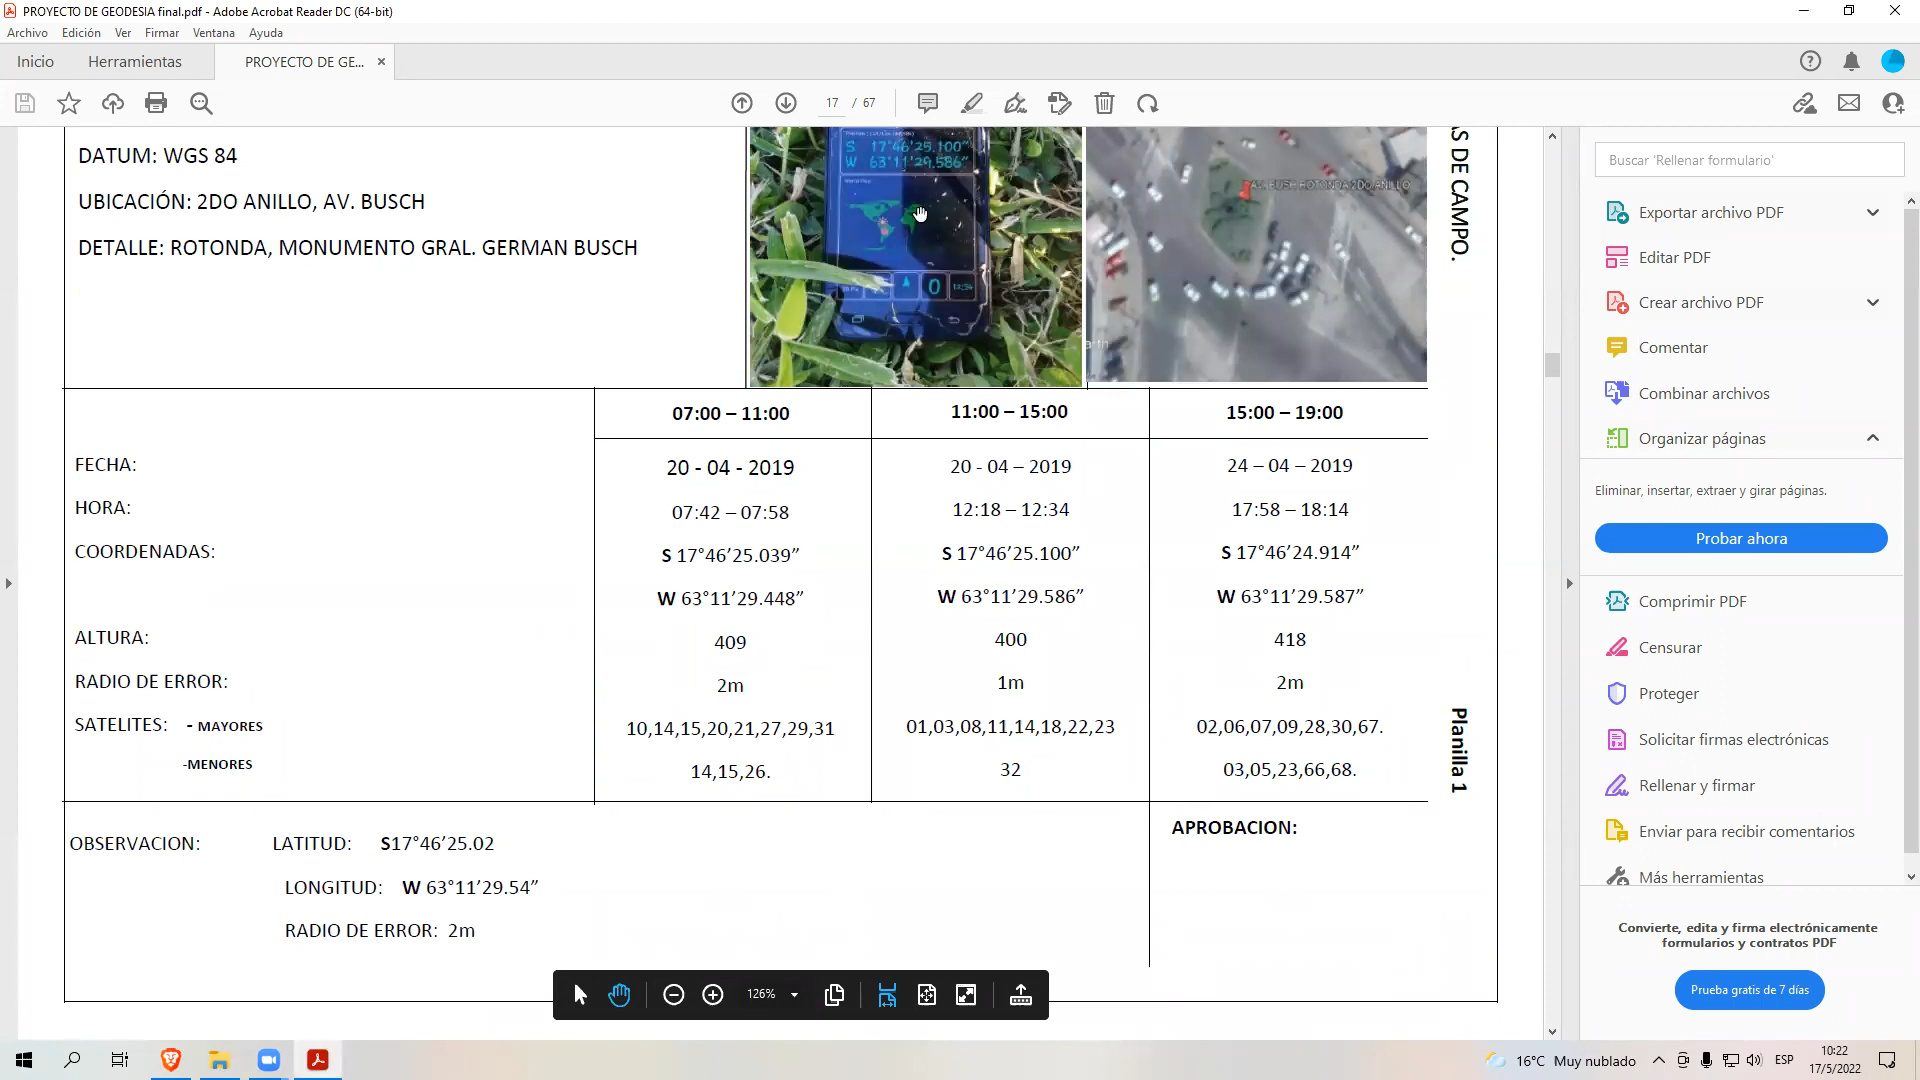 PROYECTO DE GEODESIA final.pdf - Adobe Acrobat Reader DC (64-bit)
Archivo Edición Ver Firmar Ventana Ayuda
Inicio Herramientas PROYECTO DE GE... ×
17 / 67
DATUM: WGS 84
UBICACIÓN: 2DO ANILLO, AV. BUSCH
DETALLE: ROTONDA, MONUMENTO GRAL. GERMAN BUSCH
S 17°46'25.100"
W 63°11'29.586"
0 12:34
AV. BUSH ROTONDA 2DO ANILLO
AS DE CAMPO.
07:00 – 11:00 11:00 – 15:00 15:00 – 19:00
FECHA: 20 - 04 - 2019 20 - 04 – 2019 24 – 04 – 2019
HORA: 07:42 – 07:58 12:18 – 12:34 17:58 – 18:14
COORDENADAS: S 17°46’25.039” S 17°46’25.100” S 17°46’24.914”
W 63°11’29.448” W 63°11’29.586” W 63°11’29.587”
ALTURA: 409 400 418
RADIO DE ERROR: 2m 1m 2m
SATELITES: - MAYORES 10,14,15,20,21,27,29,31 01,03,08,11,14,18,22,23 02,06,07,09,28,30,67.
-MENORES 14,15,26. 32 03,05,23,66,68.
Planilla 1
OBSERVACION: LATITUD: S17°46’25.02
LONGITUD: W 63°11’29.54”
RADIO DE ERROR: 2m
APROBACION:
126%
Buscar 'Rellenar formulario'
Exportar archivo PDF
Editar PDF
Crear archivo PDF
Comentar
Combinar archivos
Organizar páginas
Eliminar, insertar, extraer y girar páginas.
Probar ahora
Comprimir PDF
Censurar
Proteger
Solicitar firmas electrónicas
Rellenar y firmar
Enviar para recibir comentarios
Más herramientas
Convierte, edita y firma electrónicamente
formularios y contratos PDF
Prueba gratis de 7 días
16°C Muy nublado ESP 10:22
17/5/2022